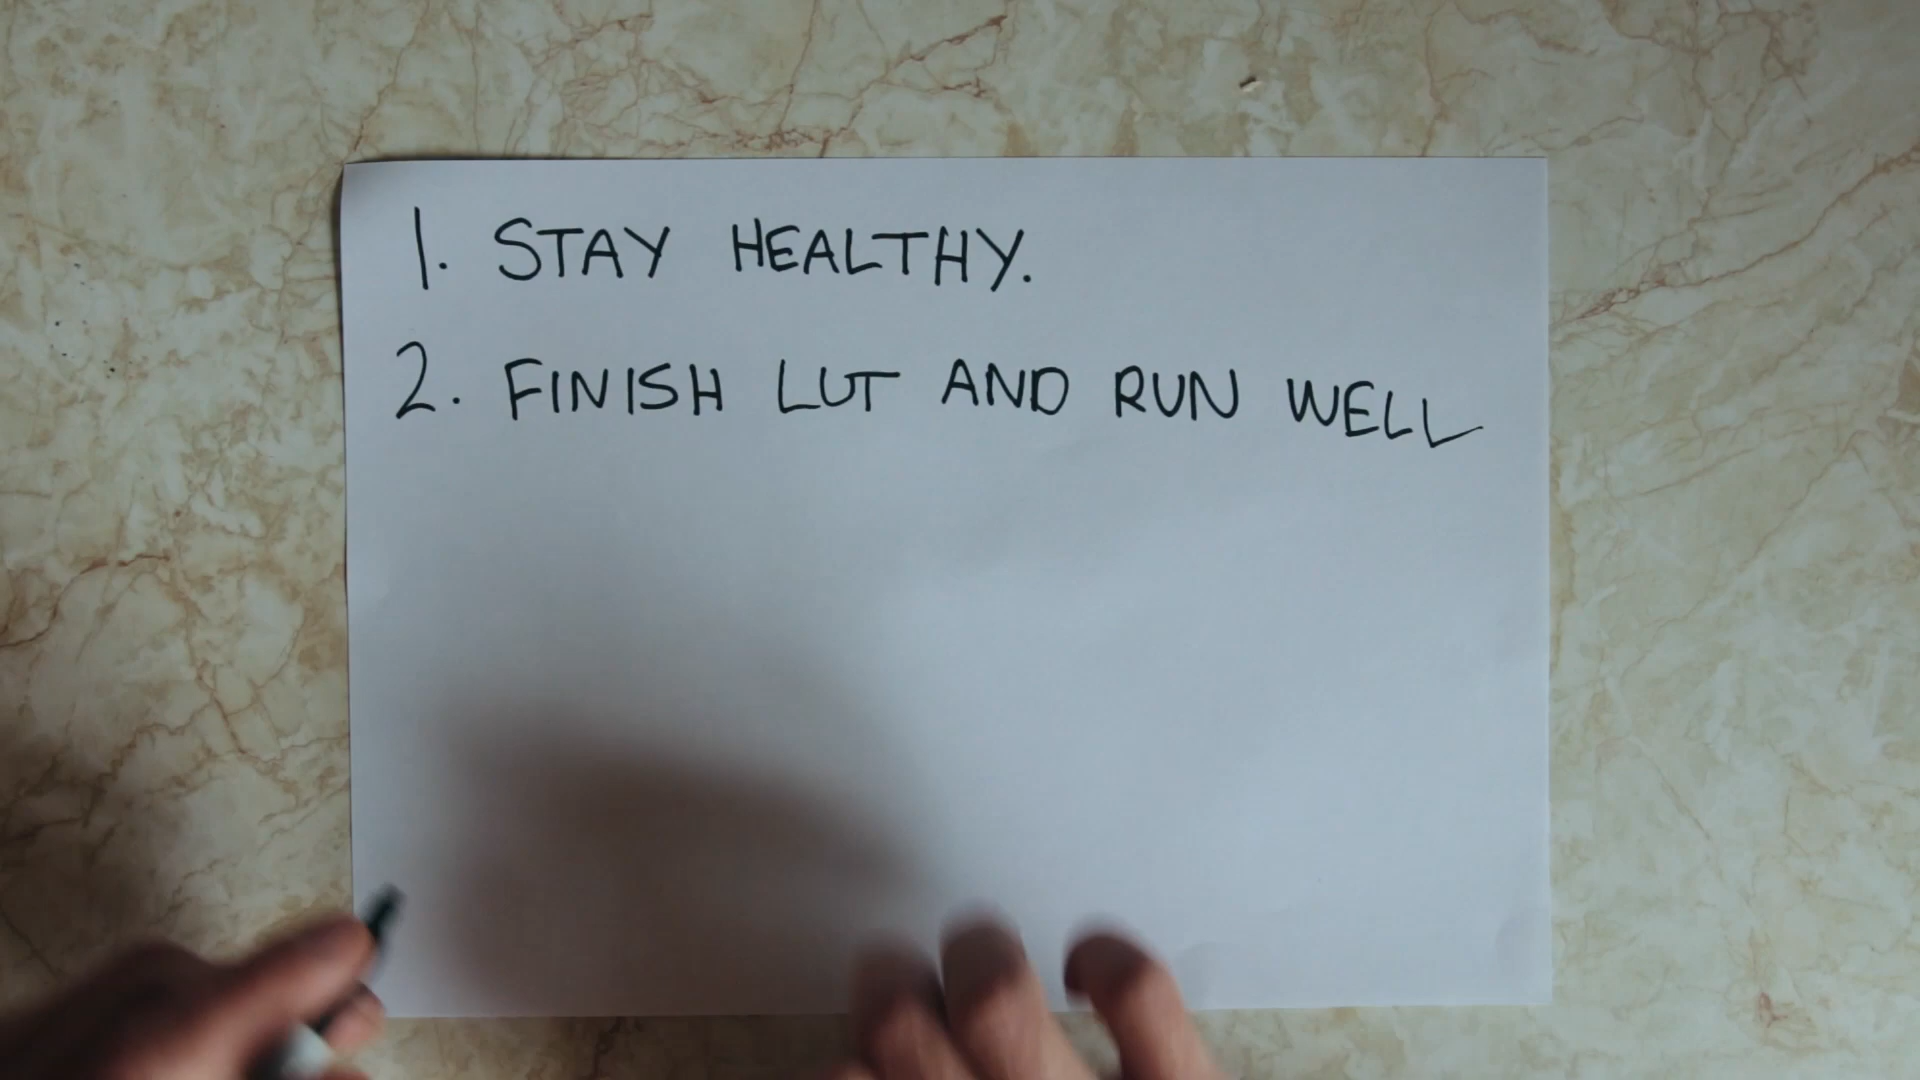 1. STAY HEALTHY.
2. FINISH LUT AND RUN WELL